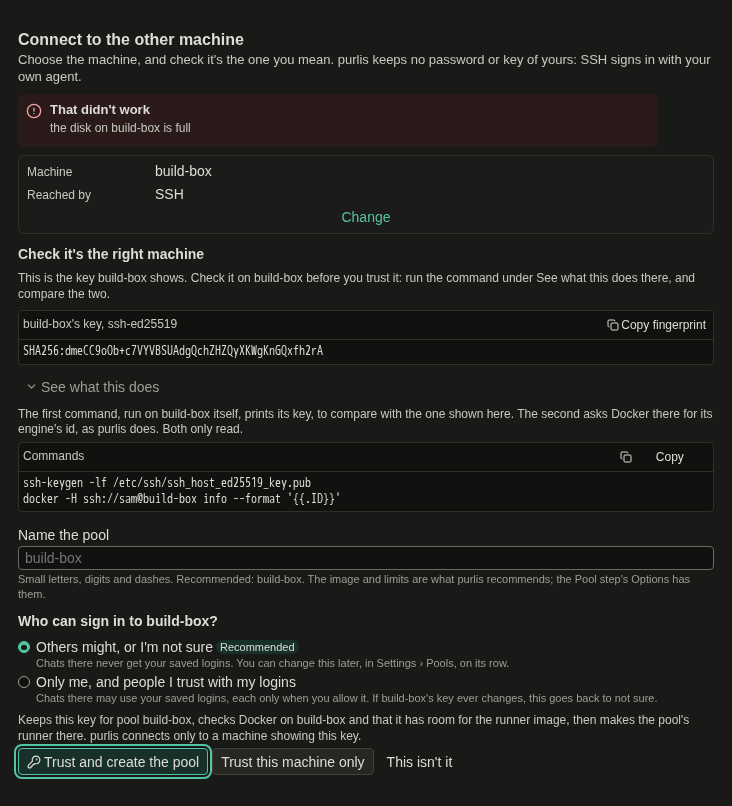 Connect to the other machine
Choose the machine, and check it's the one you mean. purlis keeps no password or key of yours: SSH signs in with your
own agent.
That didn't work
the disk on build-box is full
Machine build-box
Reached by SSH
Change
Check it's the right machine
This is the key build-box shows. Check it on build-box before you trust it: run the command under See what this does there, and
compare the two.
build-box's key, ssh-ed25519 Copy fingerprint
SHA256:dmeCC9oOb+c7VYVBSUAdgQchZHZQyXKWgKnGQxfh2rA
See what this does
The first command, run on build-box itself, prints its key, to compare with the one shown here. The second asks Docker there for its
engine's id, as purlis does. Both only read.
Commands Copy
ssh-keygen -lf /etc/ssh/ssh_host_ed25519_key.pub
docker -H ssh://sam@build-box info --format '{{.ID}}'
Name the pool
build-box
Small letters, digits and dashes. Recommended: build-box. The image and limits are what purlis recommends; the Pool step's Options has
them.
Who can sign in to build-box?
Others might, or I'm not sure Recommended
Chats there never get your saved logins. You can change this later, in Settings › Pools, on its row.
Only me, and people I trust with my logins
Chats there may use your saved logins, each only when you allow it. If build-box's key ever changes, this goes back to not sure.
Keeps this key for pool build-box, checks Docker on build-box and that it has room for the runner image, then makes the pool's
runner there. purlis connects only to a machine showing this key.
Trust and create the pool Trust this machine only This isn't it